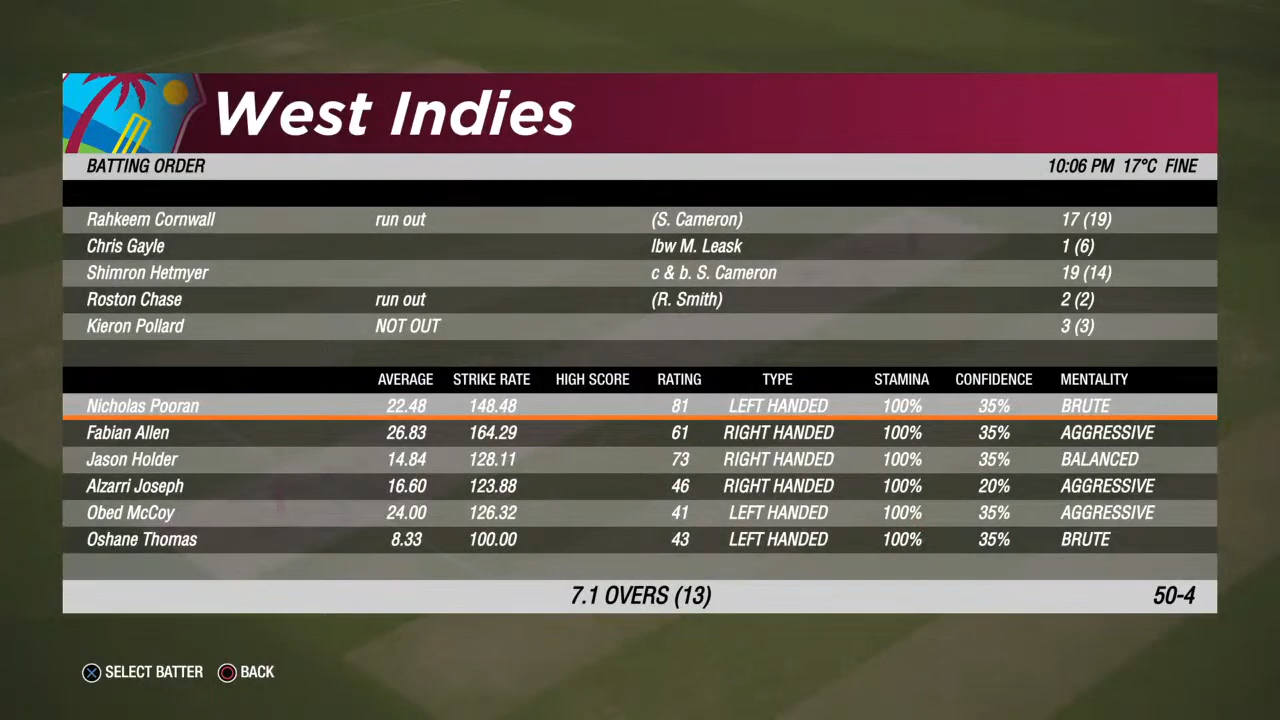 West Indies
BATTING ORDER 10:06 PM 17°C FINE
Rahkeem Cornwall run out (S. Cameron) 17 (19)
Chris Gayle lbw M. Leask 1 (6)
Shimron Hetmyer c & b. S. Cameron 19 (14)
Roston Chase run out (R. Smith) 2 (2)
Kieron Pollard NOT OUT 3 (3)
AVERAGE STRIKE RATE HIGH SCORE RATING TYPE STAMINA CONFIDENCE MENTALITY
Nicholas Pooran 22.48 148.48 81 LEFT HANDED 100% 35% BRUTE
Fabian Allen 26.83 164.29 61 RIGHT HANDED 100% 35% AGGRESSIVE
Jason Holder 14.84 128.11 73 RIGHT HANDED 100% 35% BALANCED
Alzarri Joseph 16.60 123.88 46 RIGHT HANDED 100% 20% AGGRESSIVE
Obed McCoy 24.00 126.32 41 LEFT HANDED 100% 35% AGGRESSIVE
Oshane Thomas 8.33 100.00 43 LEFT HANDED 100% 35% BRUTE
7.1 OVERS (13) 50-4
SELECT BATTER BACK